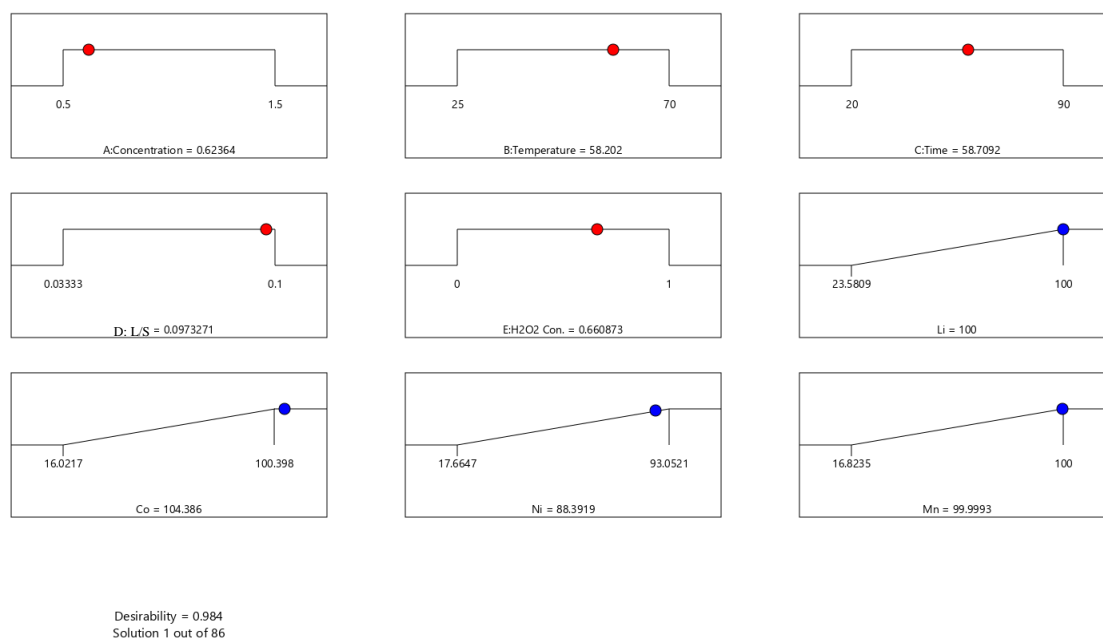 0.5 1.5
A:Concentration = 0.62364
25 70
B:Temperature = 58.202
20 90
C:Time = 58.7092
0.03333 0.1
D: L/S = 0.0973271
0 1
E:H2O2 Con. = 0.660873
23.5809 100
Li = 100
16.0217 100.398
Co = 104.386
17.6647 93.0521
Ni = 88.3919
16.8235 100
Mn = 99.9993
Desirability = 0.984
Solution 1 out of 86